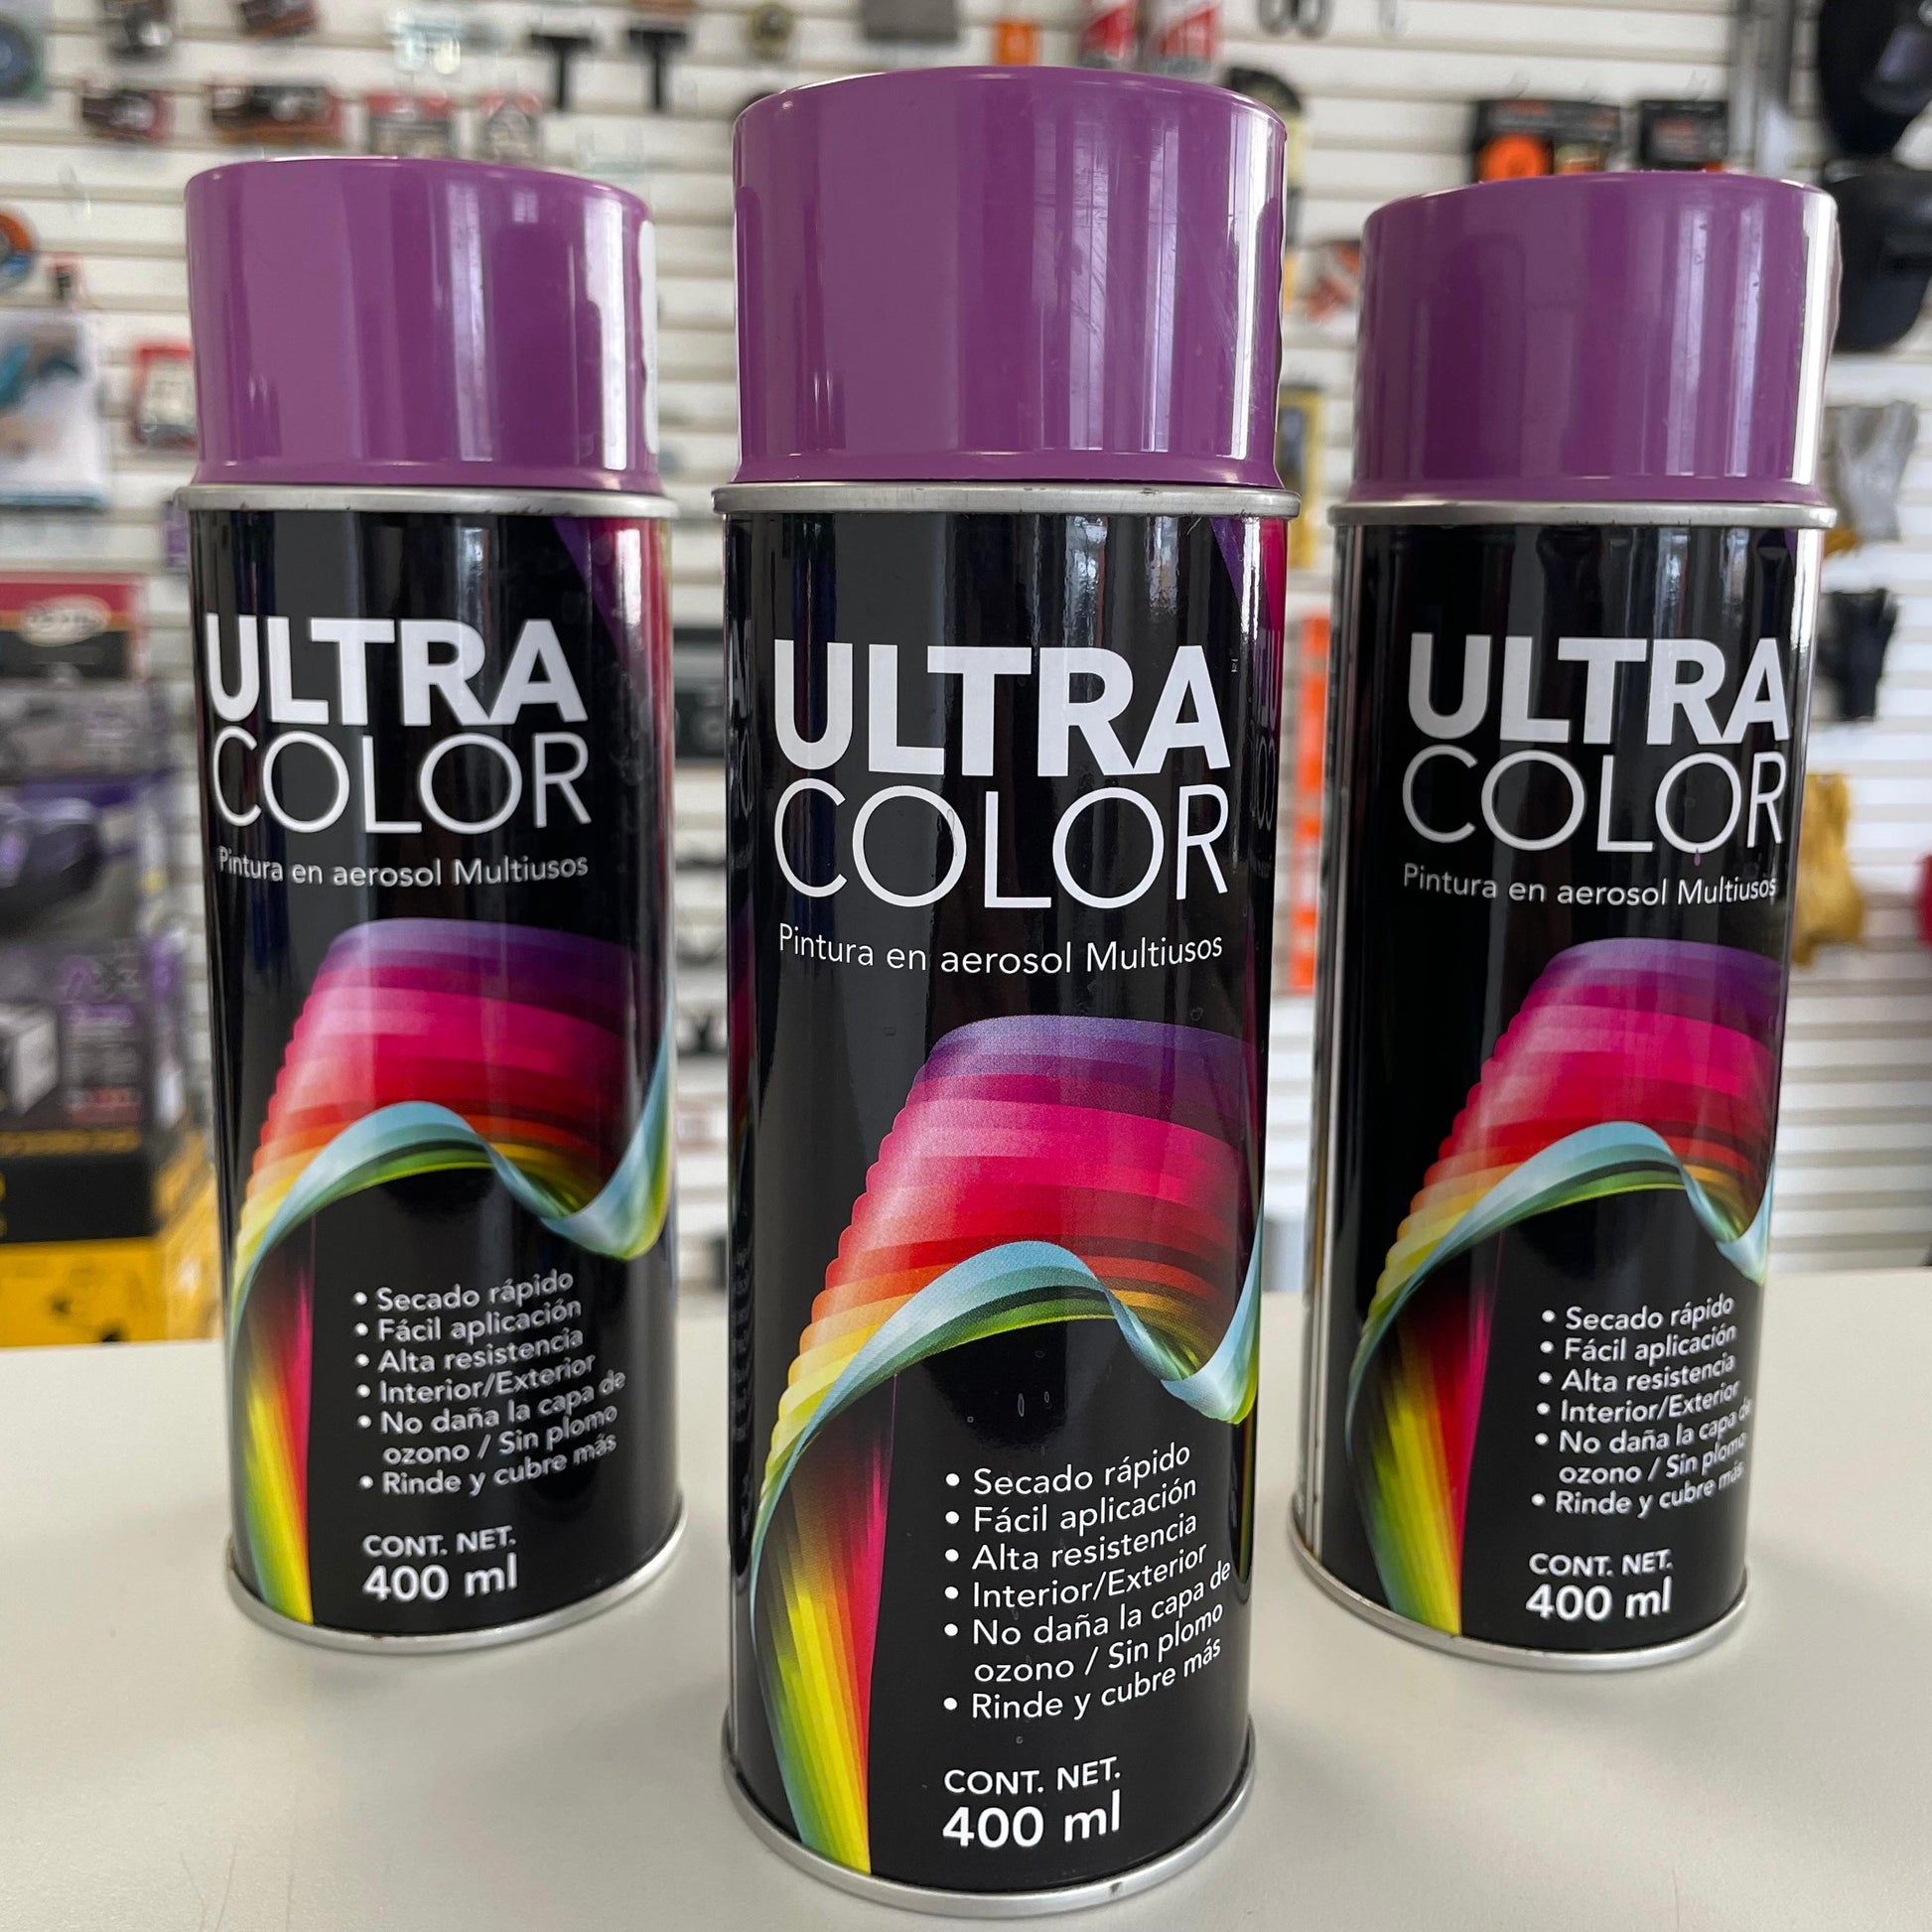 ULTRA
COLOR
Pintura en aerosol Multiusos
• Secado rápido
• Fácil aplicación
• Alta resistencia
• Interior/Exterior
• No daña la capa de
ozono / Sin plomo
• Rinde y cubre más
CONT. NET.
400 ml
ULTRA
COLOR
Pintura en aerosol Multiusos
• Secado rápido
• Fácil aplicación
• Alta resistencia
• Interior/Exterior
• No daña la capa de
ozono / Sin plomo
• Rinde y cubre más
CONT. NET.
400 ml
ULTRA
COLOR
Pintura en aerosol Multiusos
• Secado rápido
• Fácil aplicación
• Alta resistencia
• Interior/Exterior
• No daña la capa de
ozono / Sin plomo
• Rinde y cubre más
CONT. NET.
400 ml